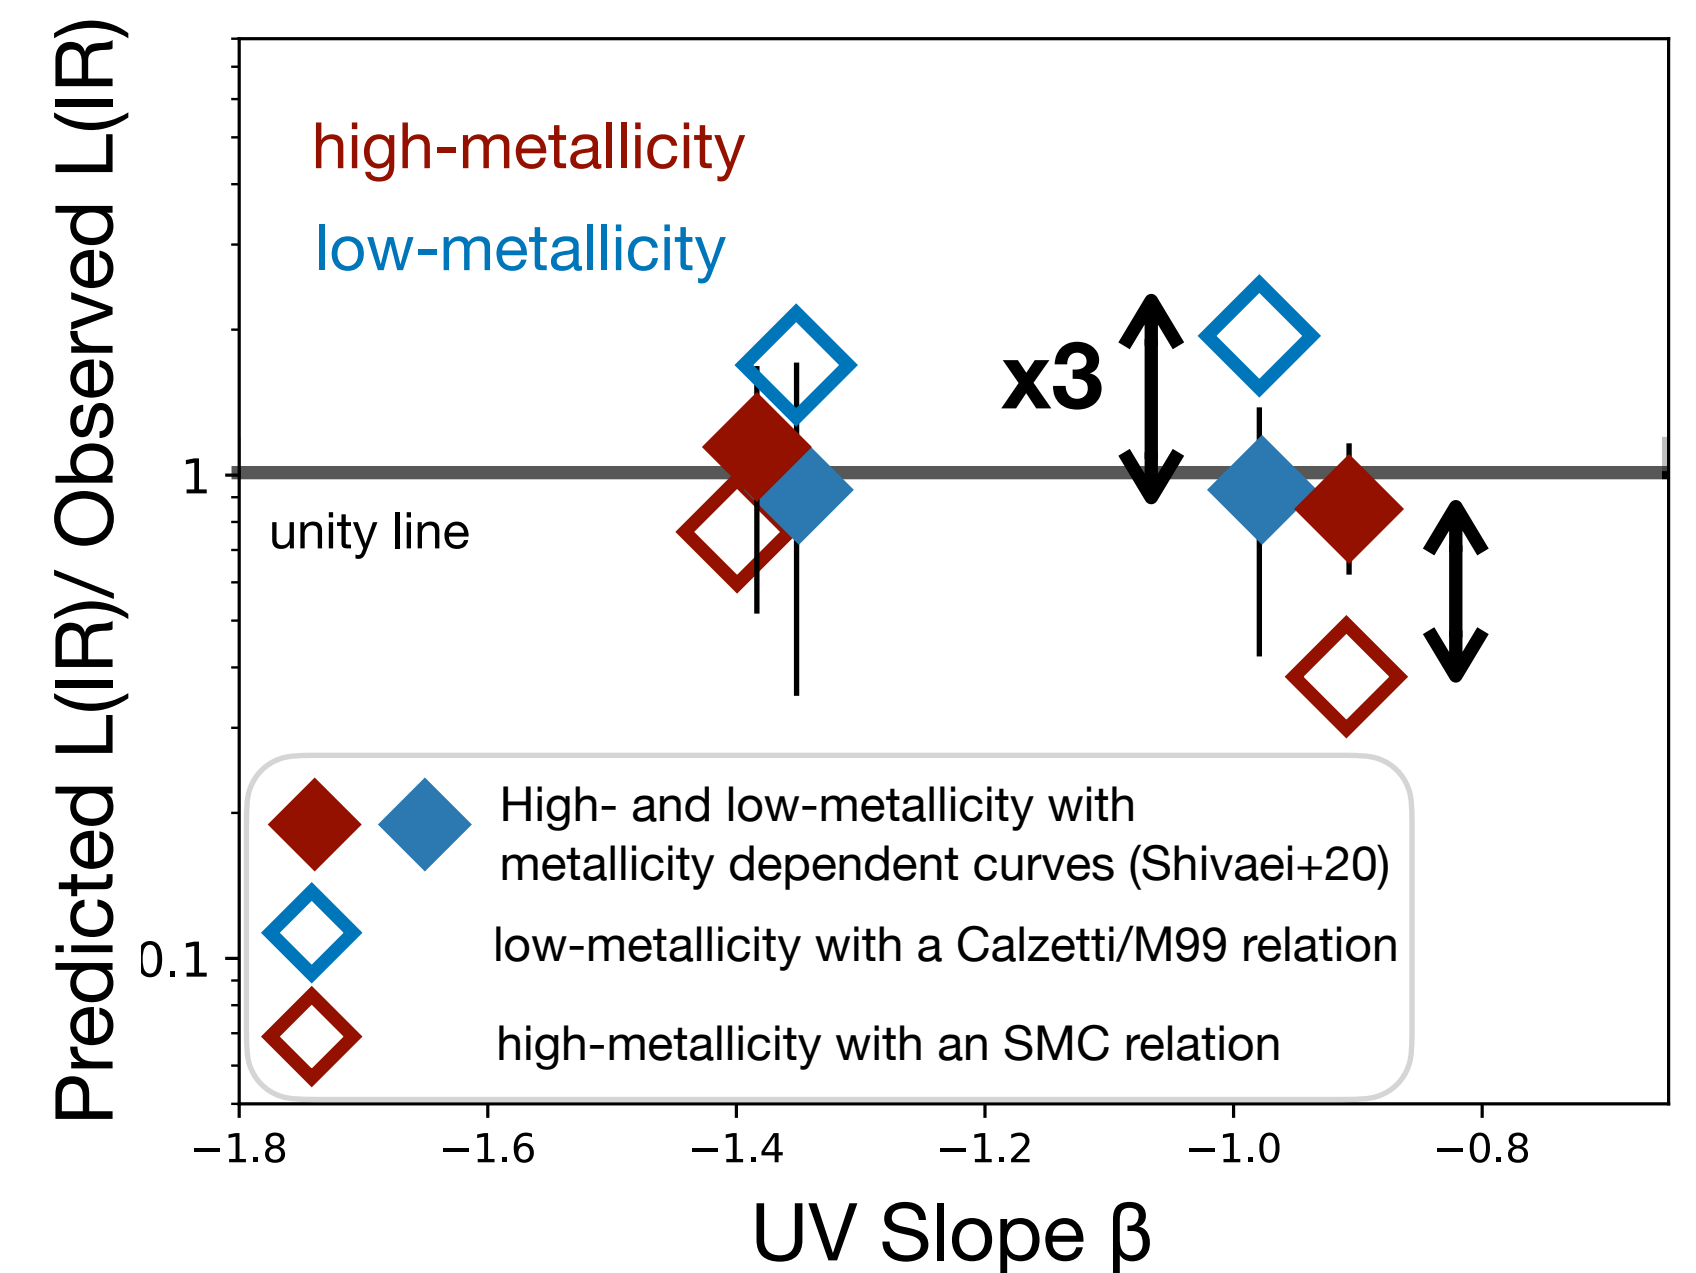 Predicted L(IR)/ Observed L(IR)
high-metallicity
low-metallicity
x3
1
unity line
High- and low-metallicity with
metallicity dependent curves (Shivaei+20)
low-metallicity with a Calzetti/M99 relation
0.1
high-metallicity with an SMC relation
−1.8 −1.6 −1.4 −1.2 −1.0 −0.8
UV Slope β